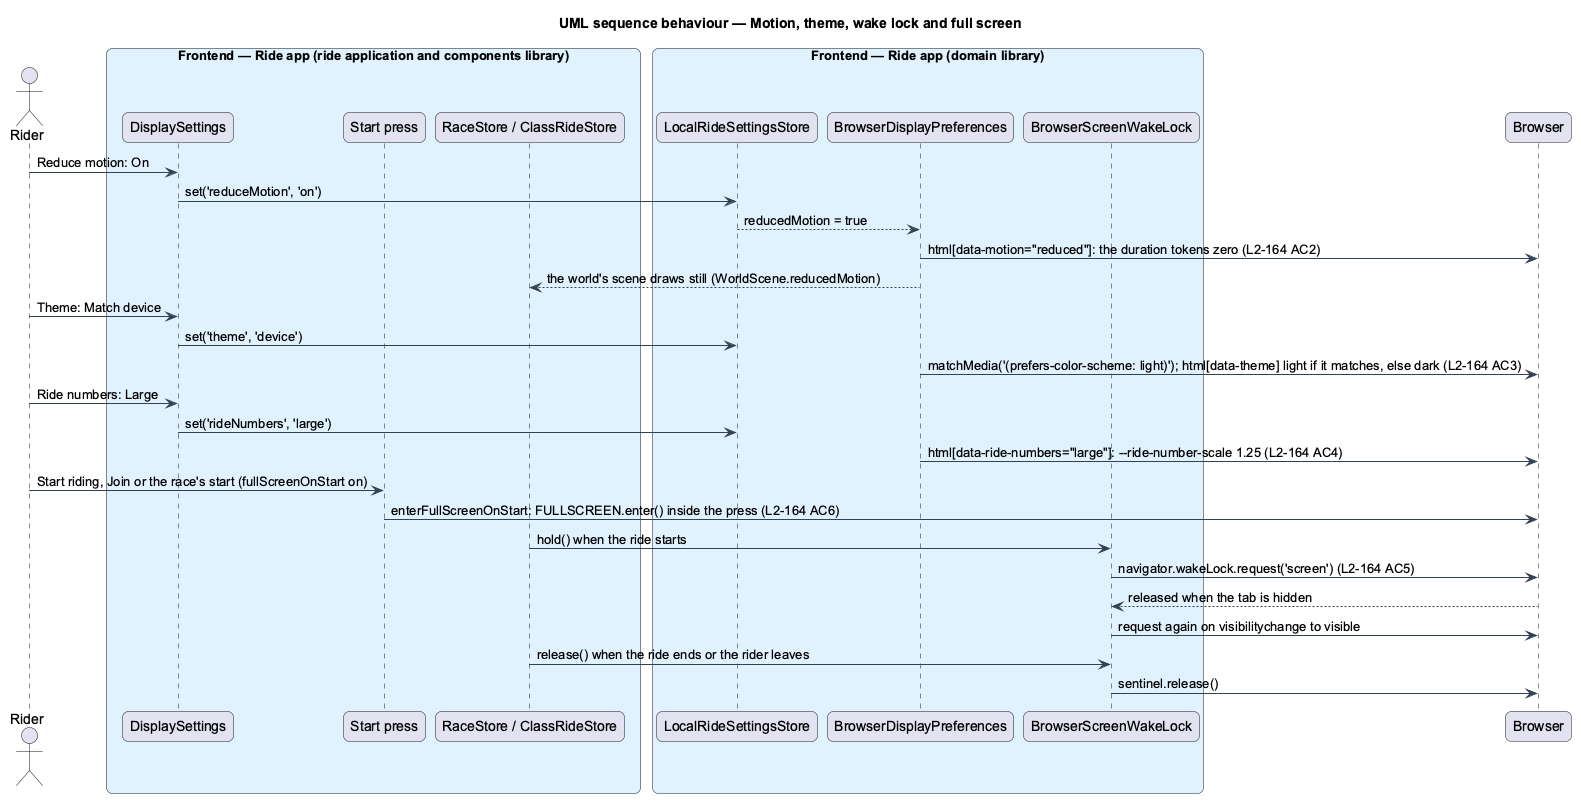 UML sequence behaviour — Motion, theme, wake lock and full screen
Frontend — Ride app (ride application and components library)
Frontend — Ride app (domain library)
Rider
DisplaySettings
Start press
RaceStore / ClassRideStore
LocalRideSettingsStore
BrowserDisplayPreferences
BrowserScreenWakeLock
Browser
Reduce motion: On
set('reduceMotion', 'on')
reducedMotion = true
html[data-motion="reduced"]: the duration tokens zero (L2-164 AC2)
the world's scene draws still (WorldScene.reducedMotion)
Theme: Match device
set('theme', 'device')
matchMedia('(prefers-color-scheme: light)'); html[data-theme] light if it matches, else dark (L2-164 AC3)
Ride numbers: Large
set('rideNumbers', 'large')
html[data-ride-numbers="large"]: --ride-number-scale 1.25 (L2-164 AC4)
Start riding, Join or the race's start (fullScreenOnStart on)
enterFullScreenOnStart: FULLSCREEN.enter() inside the press (L2-164 AC6)
hold() when the ride starts
navigator.wakeLock.request('screen') (L2-164 AC5)
released when the tab is hidden
request again on visibilitychange to visible
release() when the ride ends or the rider leaves
sentinel.release()
Rider
DisplaySettings
Start press
RaceStore / ClassRideStore
LocalRideSettingsStore
BrowserDisplayPreferences
BrowserScreenWakeLock
Browser